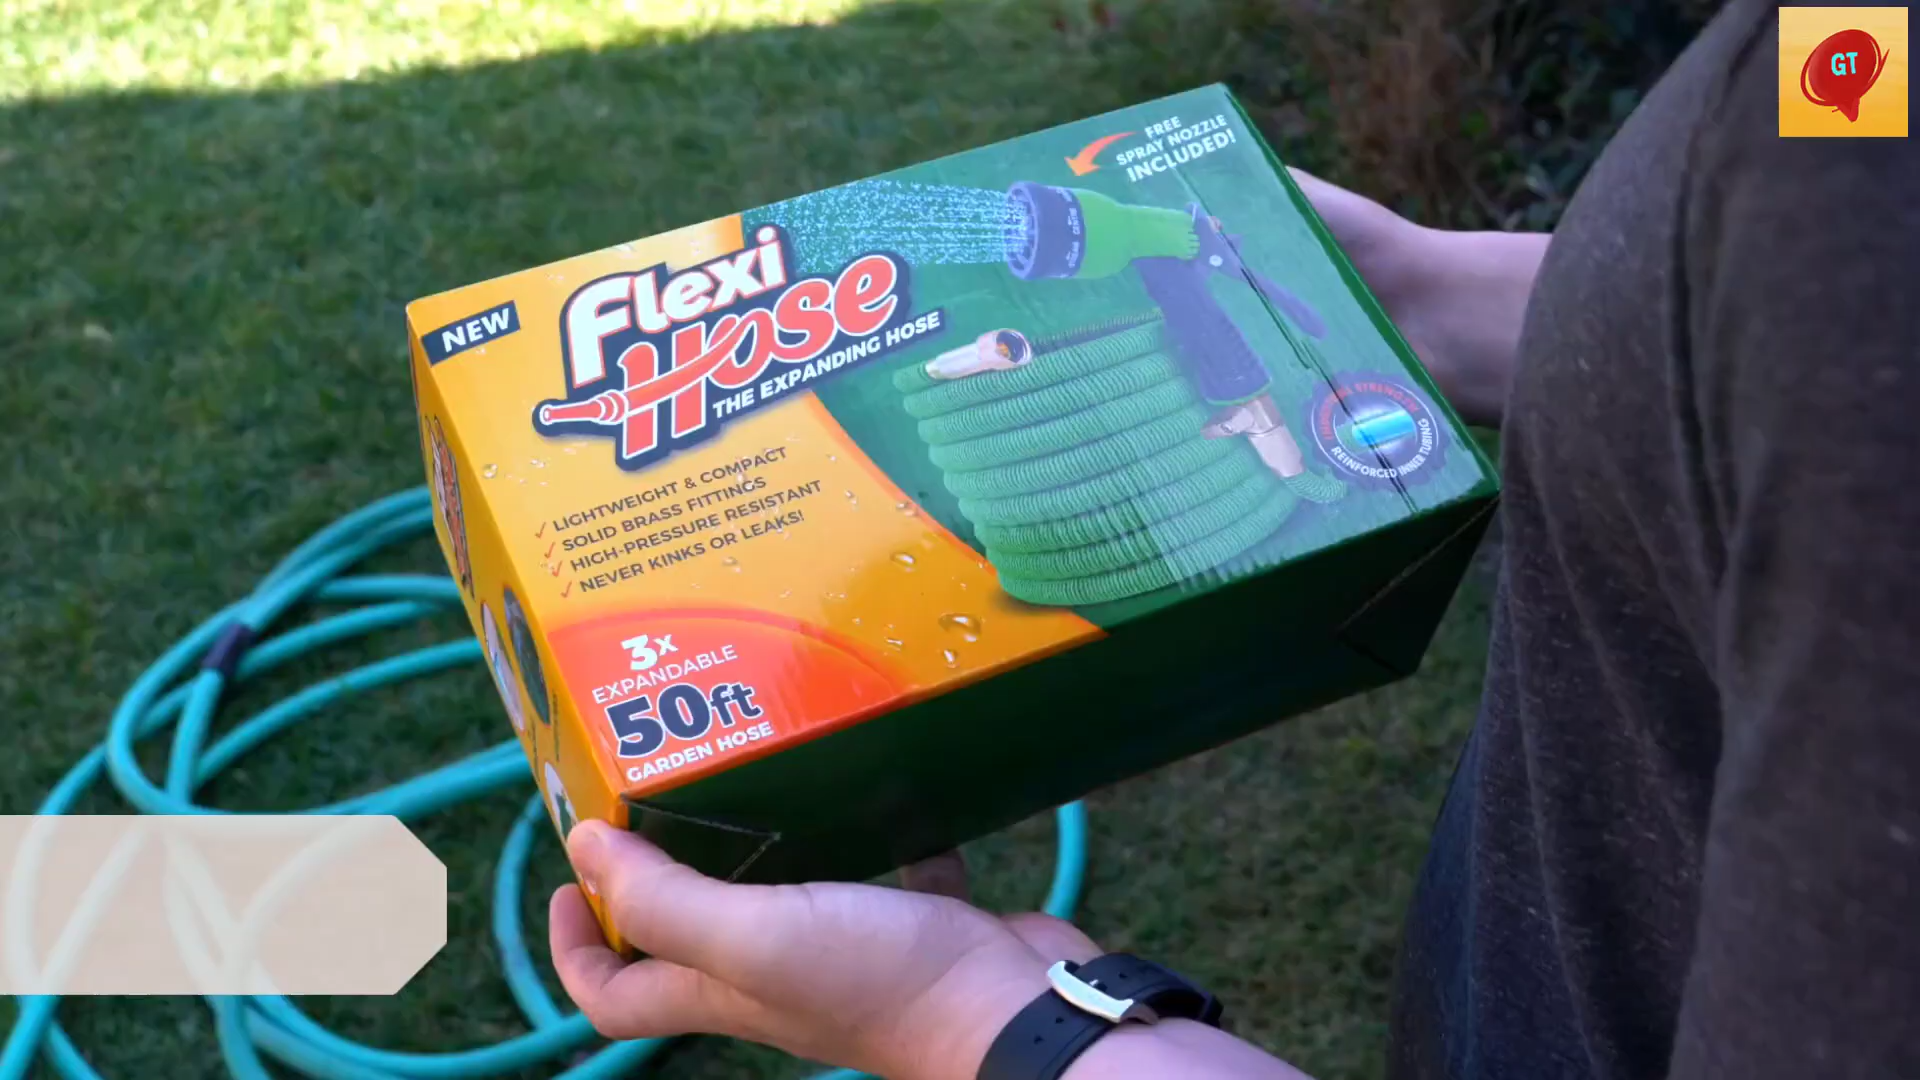 GT
FREE
SPRAY NOZZLE
INCLUDED!
NEW
Flexi
Hose
THE EXPANDING HOSE
LIGHTWEIGHT & COMPACT
SOLID BRASS FITTINGS
HIGH-PRESSURE RESISTANT
NEVER KINKS OR LEAKS!
REINFORCED INNER TUBING
3x
EXPANDABLE
50ft
GARDEN HOSE